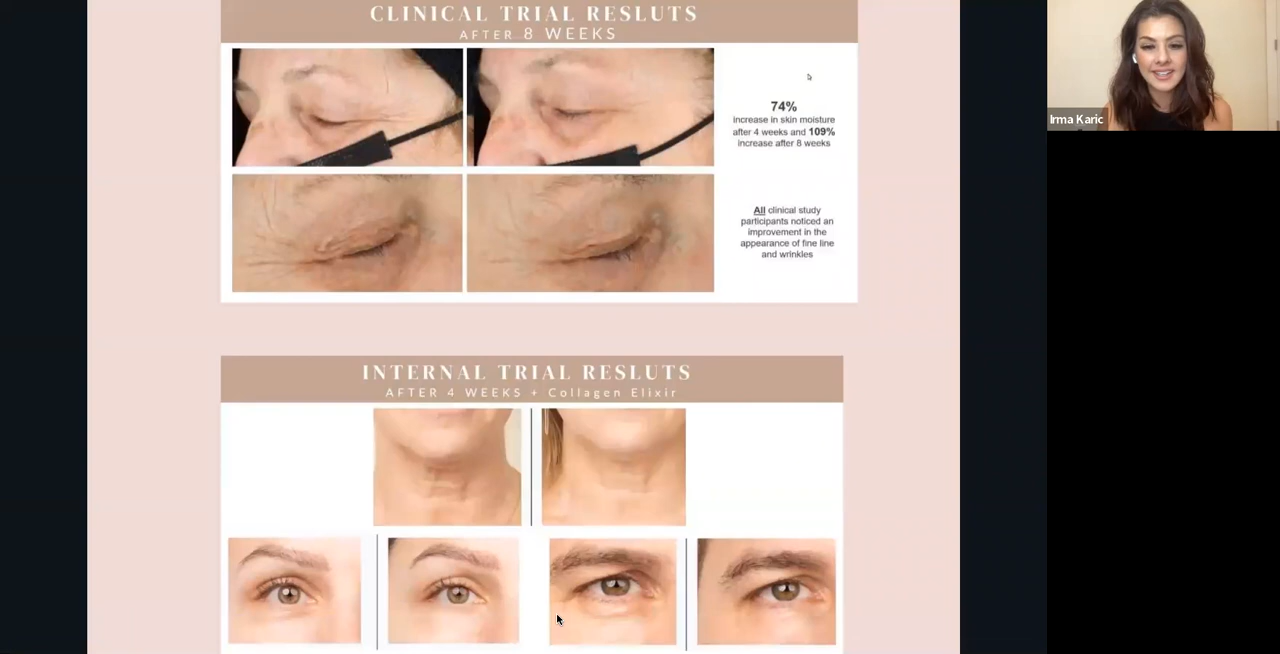 CLINICAL TRIAL RESLUTS
AFTER 8 WEEKS
74%
increase in skin moisture
after 4 weeks and 109%
increase after 8 weeks
All clinical study
participants noticed an
improvement in the
appearance of fine line
and wrinkles
Irma Karic
INTERNAL TRIAL RESLUTS
AFTER 4 WEEKS + Collagen Elixir